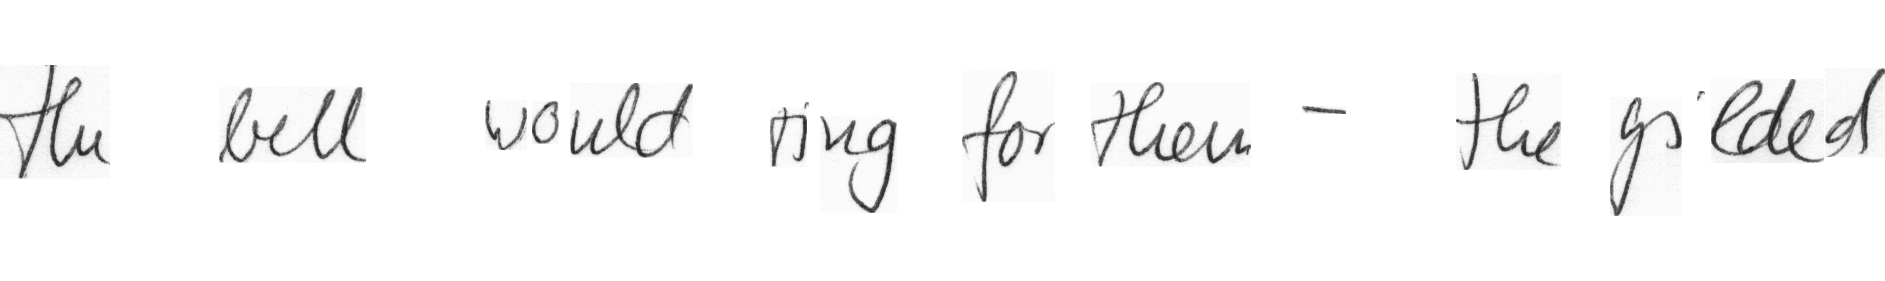 the bell would ring for them – the gilded